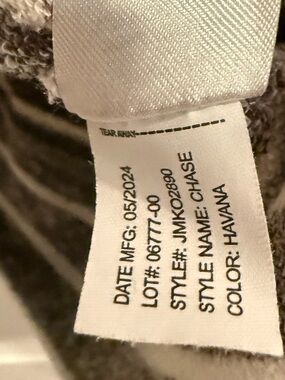 TEAR AWAY
DATE MFG: 05/2024
LOT#: 06777-00
STYLE#: JMKO2890
STYLE NAME: CHASE
COLOR: HAVANA